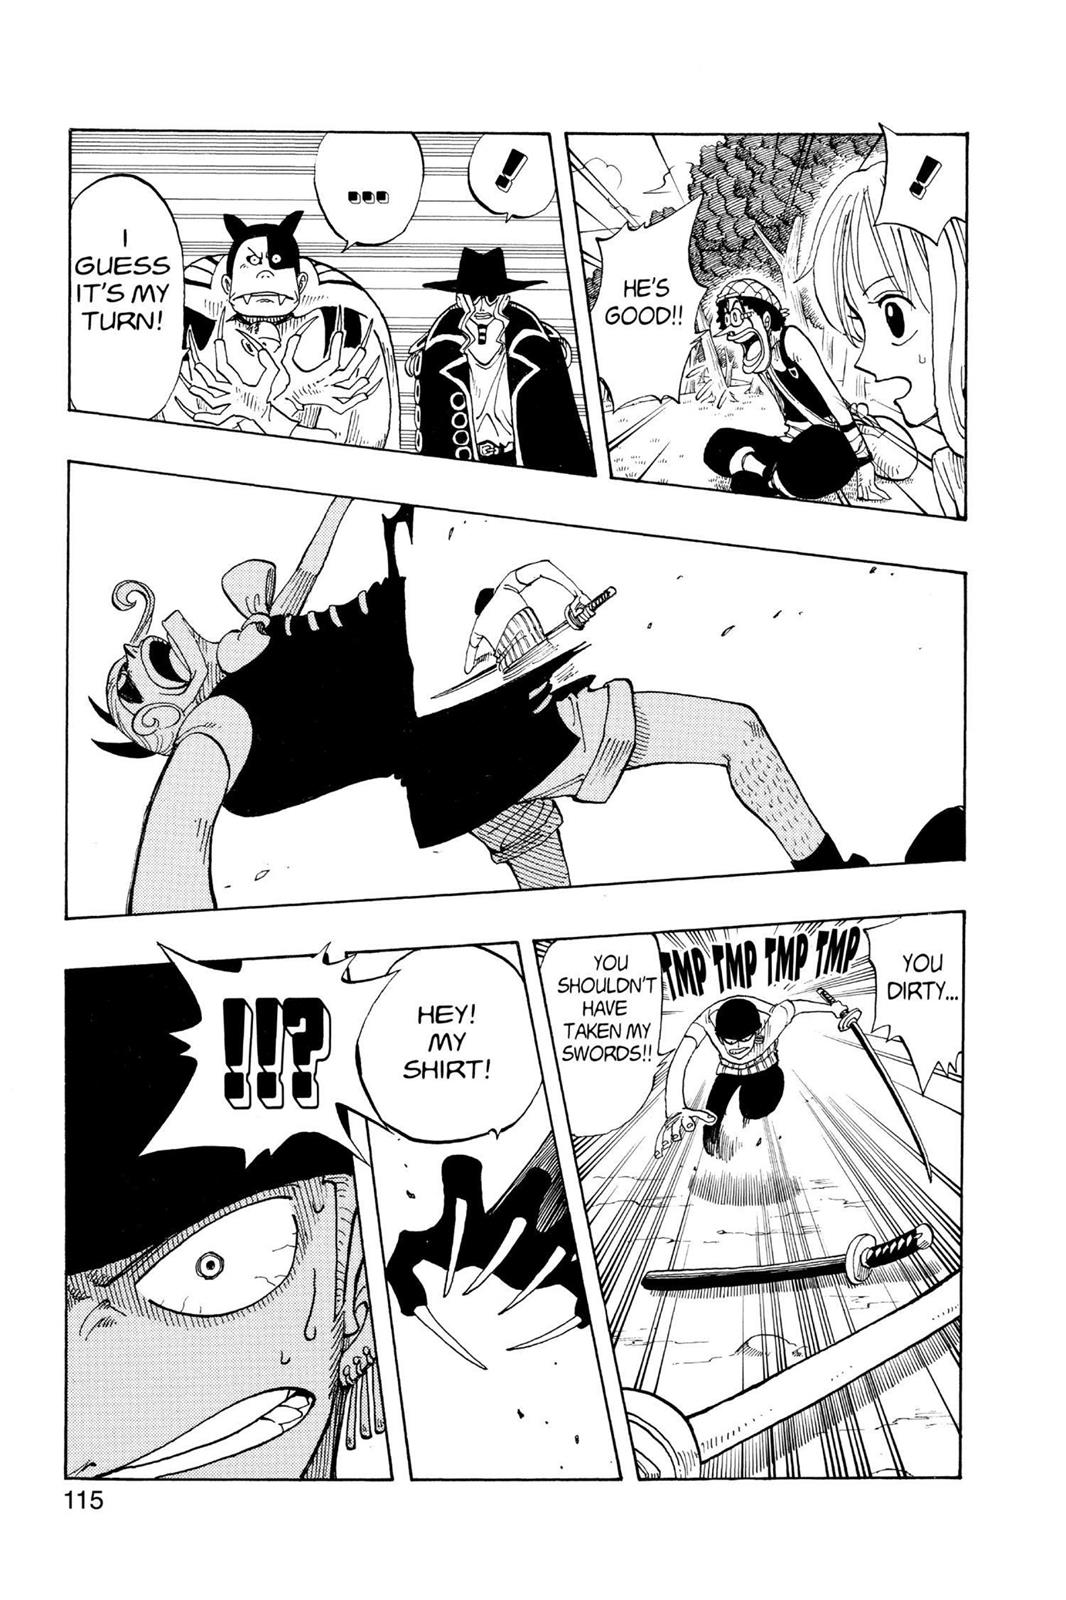 !
HE'S
GOOD!!
!
...
I
GUESS
IT'S MY
TURN!
YOU
DIRTY...
TMP TMP TMP TMP
YOU
SHOULDN'T
HAVE
TAKEN MY
SWORDS!!
HEY!
MY
SHIRT!
!!?
115